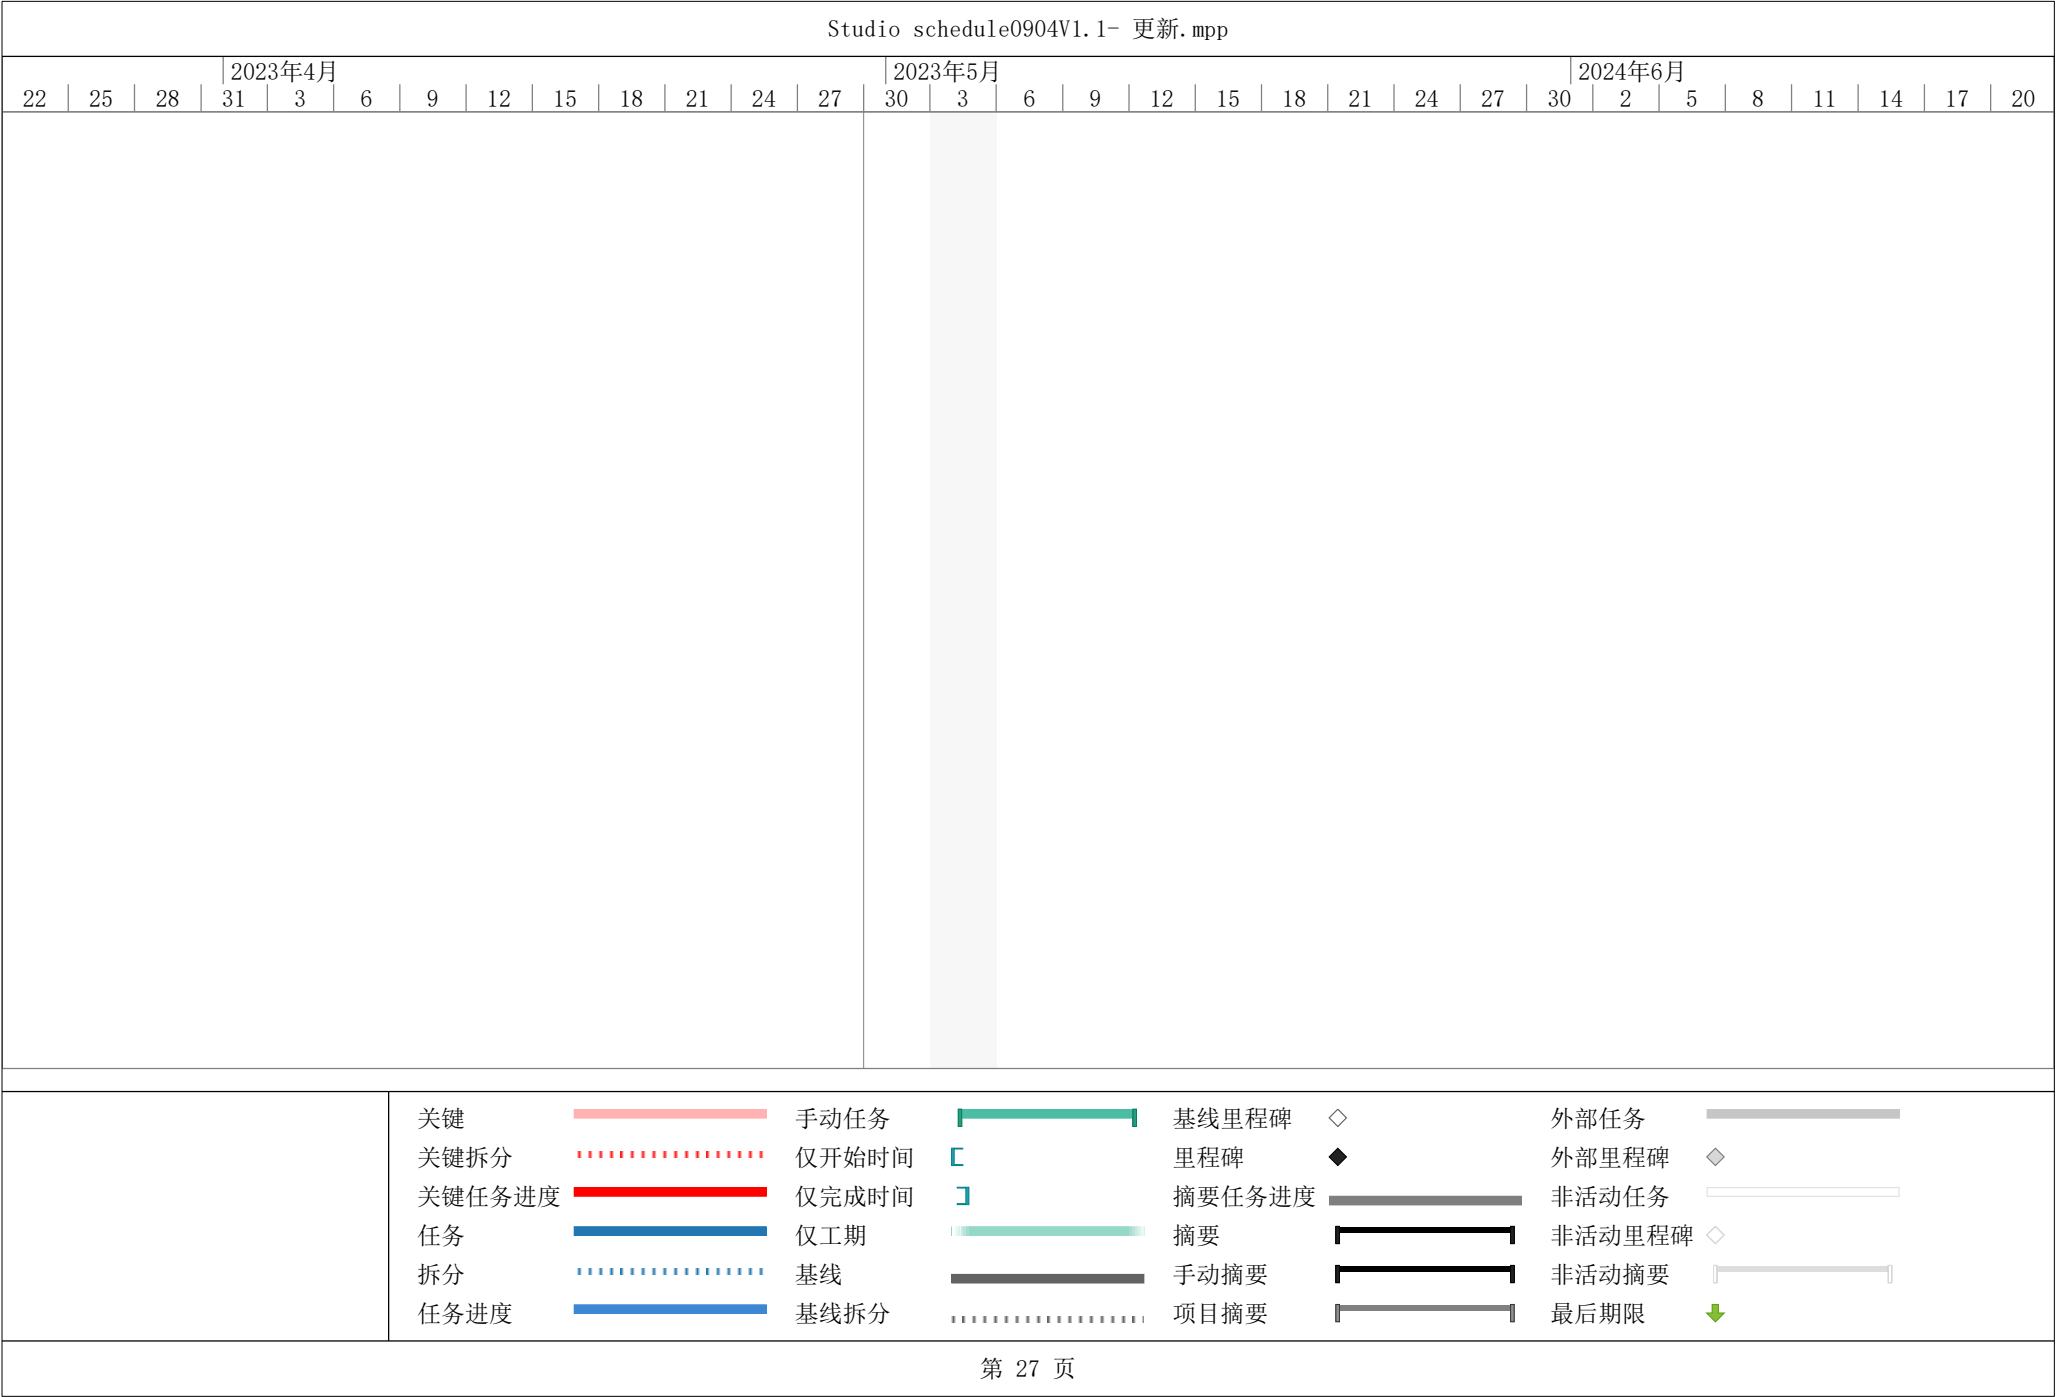 Studio schedule0904V1.1- 更新.mpp
2023年4月 2023年5月 2024年6月
22 25 28 31 3 6 9 12 15 18 21 24 27 30 3 6 9 12 15 18 21 24 27 30 2 5 8 11 14 17 20
关键 手动任务 基线里程碑 外部任务
关键拆分 仅开始时间 里程碑 外部里程碑
关键任务进度 仅完成时间 摘要任务进度 非活动任务
任务 仅工期 摘要 非活动里程碑
拆分 基线 手动摘要 非活动摘要
任务进度 基线拆分 项目摘要 最后期限
第 27 页